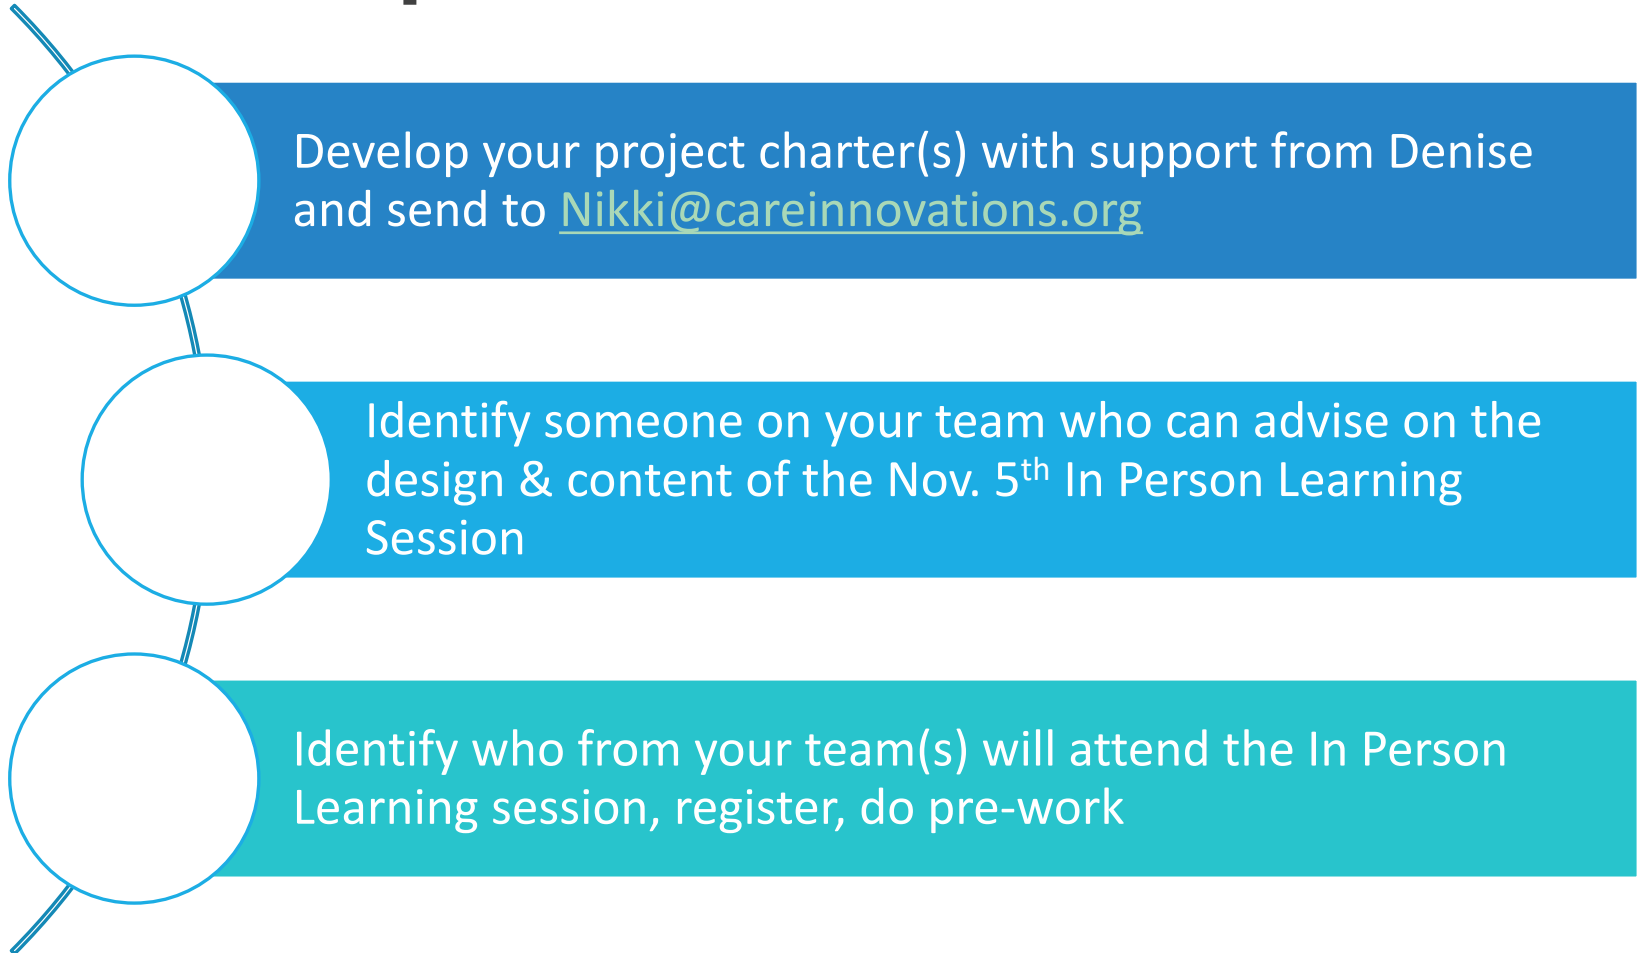 Develop your project charter(s) with support from Denise
and send to Nikki@careinnovations.org
Identify someone on your team who can advise on the
design & content of the Nov. 5th In Person Learning
Session
Identify who from your team(s) will attend the In Person
Learning session, register, do pre-work